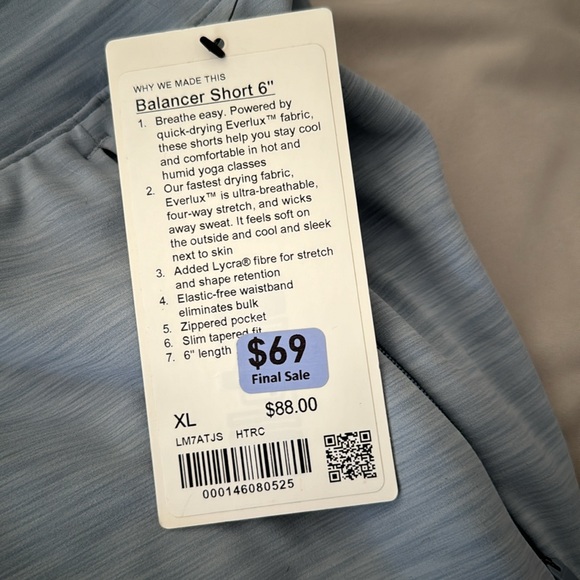 WHY WE MADE THIS
Balancer Short 6"
1. Breathe easy. Powered by
quick-drying Everlux™ fabric,
these shorts help you stay cool
and comfortable in hot and
humid yoga classes
2. Our fastest drying fabric,
Everlux™ is ultra-breathable,
four-way stretch, and wicks
away sweat. It feels soft on
the outside and cool and sleek
next to skin
3. Added Lycra® fibre for stretch
and shape retention
4. Elastic-free waistband
eliminates bulk
5. Zippered pocket
6. Slim tapered fit
7. 6" length
$69
Final Sale
XL
$88.00
LM7ATJS HTRC
000146080525